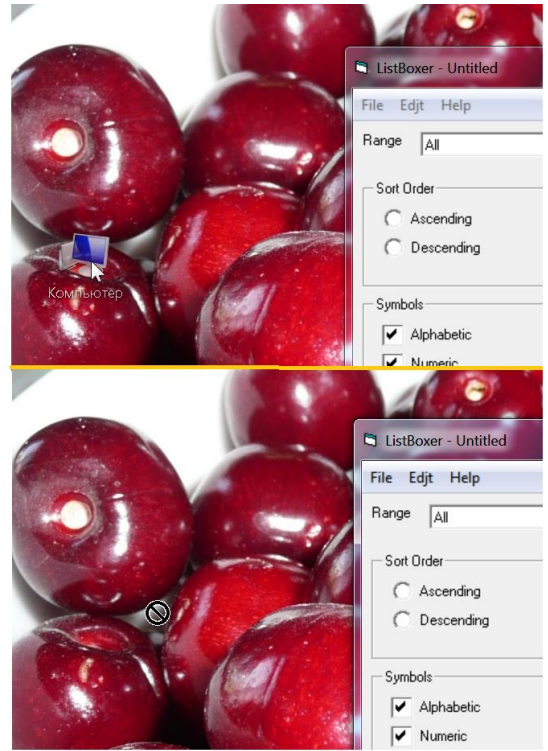 ListBoxer - Untitled
File Edjt Help
Range All
Sort Order
Ascending
Descending
Компьютер
Symbols
Alphabetic
Numeric
ListBoxer - Untitled
File Edjt Help
Range All
Sort Order
Ascending
Descending
Symbols
Alphabetic
Numeric